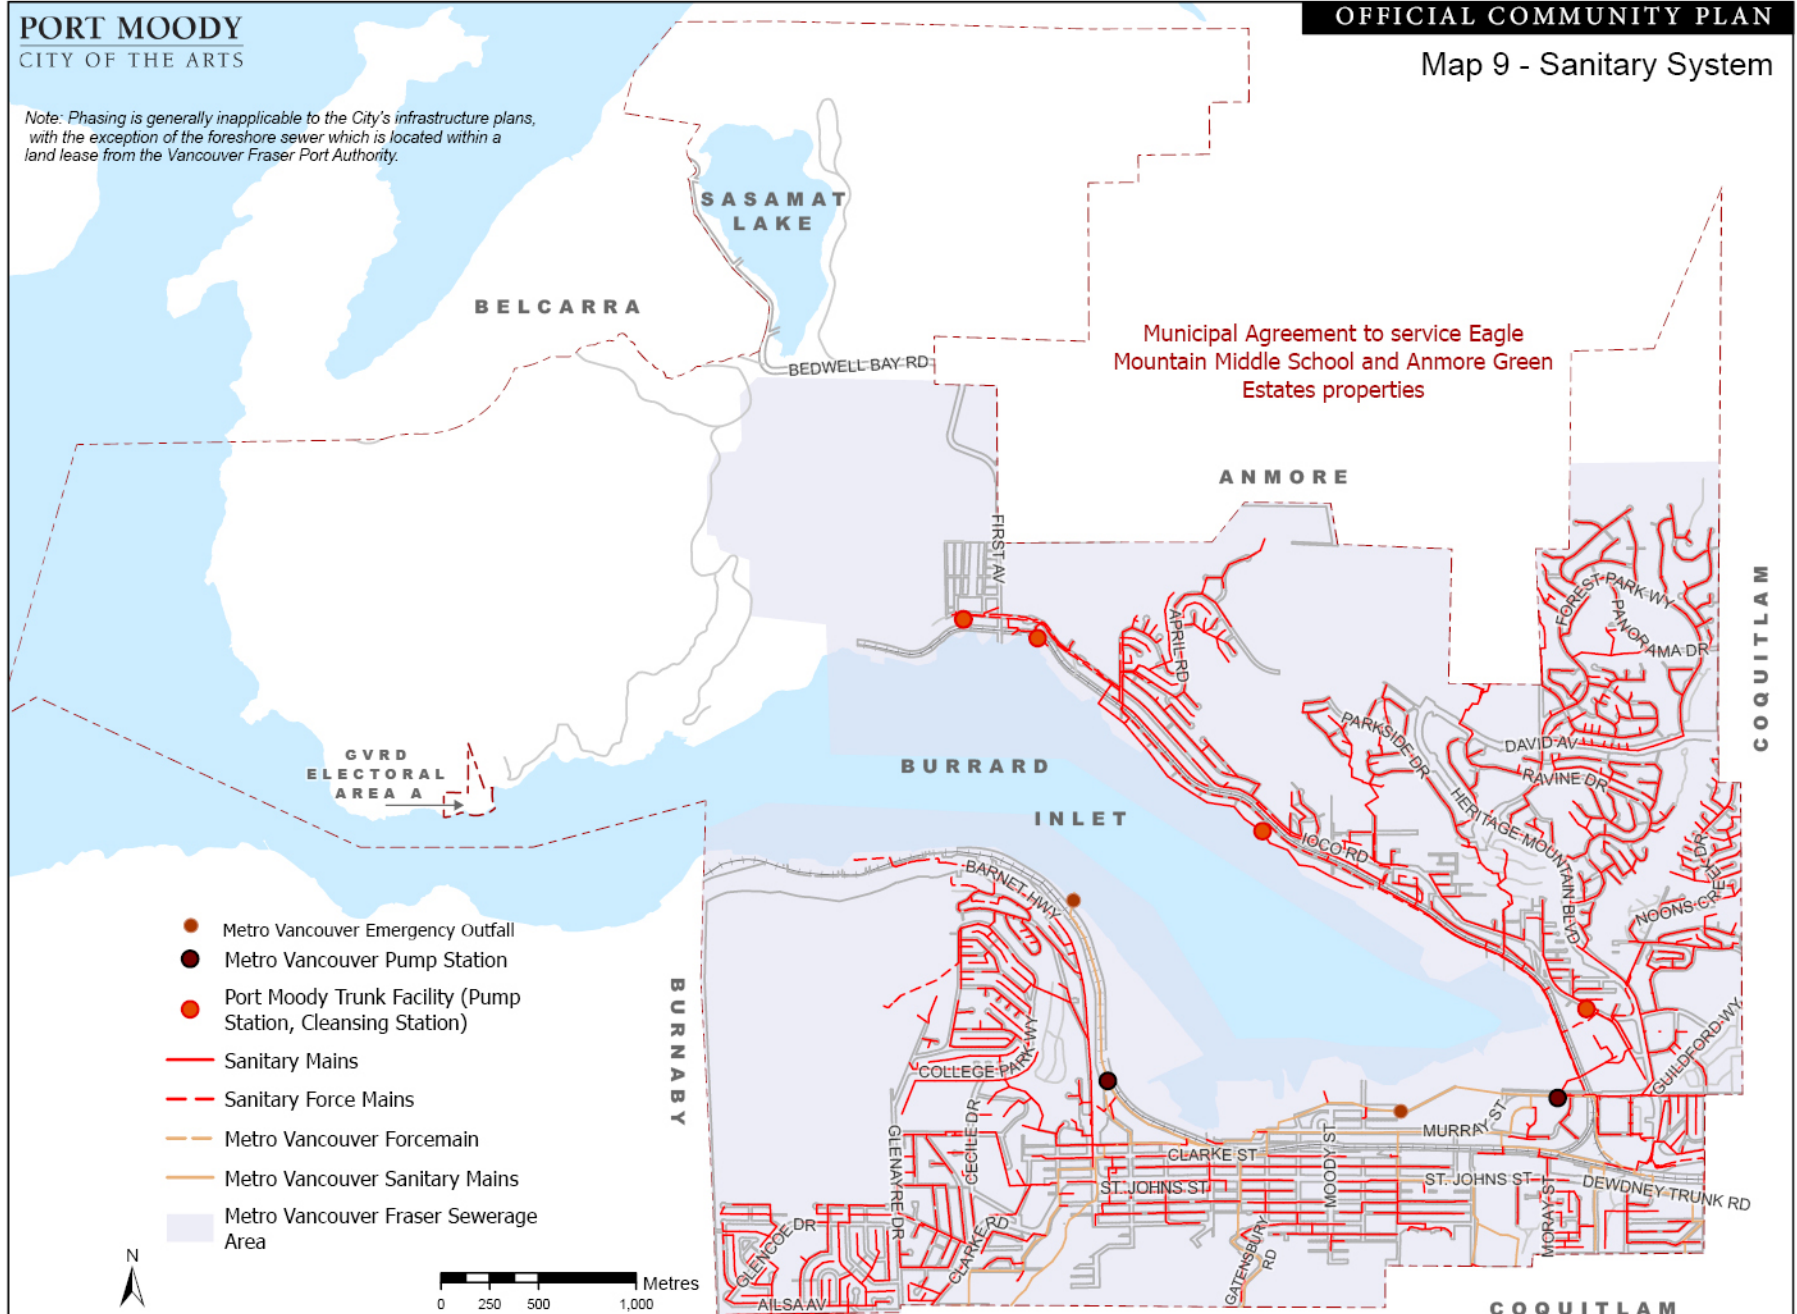 PORT MOODY
CITY OF THE ARTS
OFFICIAL COMMUNITY PLAN
Map 9 - Sanitary System
Note: Phasing is generally inapplicable to the City's infrastructure plans,
with the exception of the foreshore sewer which is located within a
land lease from the Vancouver Fraser Port Authority.
SASAMAT
LAKE
BELCARRA
BEDWELL BAY RD
Municipal Agreement to service Eagle
Mountain Middle School and Anmore Green
Estates properties
ANMORE
FIRST AV
FOREST PARK WY
PANORAMA DR
COQUITLAM
APRIL RD
PARKSIDE DR
DAVID AV
RAVINE DR
HERITAGE MOUNTAIN BLVD
GVRD
ELECTORAL
AREA A
BURRARD
INLET
IOCO RD
NOONS CREEK DR
BARNET HWY
BURNABY
COLLEGE PARK WY
GUILDFORD WY
GLENAYRE DR
CECILE DR
MURRAY ST
CLARKE ST
MOODY ST
ST. JOHNS ST
ST. JOHNS ST
DEWDNEY TRUNK RD
MORAY ST
GLENCOE DR
CLARKE RD
GATENSBURY
RD
AILSA AV
COQUITLAM
Metro Vancouver Emergency Outfall
Metro Vancouver Pump Station
Port Moody Trunk Facility (Pump
Station, Cleansing Station)
Sanitary Mains
Sanitary Force Mains
Metro Vancouver Forcemain
Metro Vancouver Sanitary Mains
Metro Vancouver Fraser Sewerage
Area
N
Metres
0 250 500 1,000